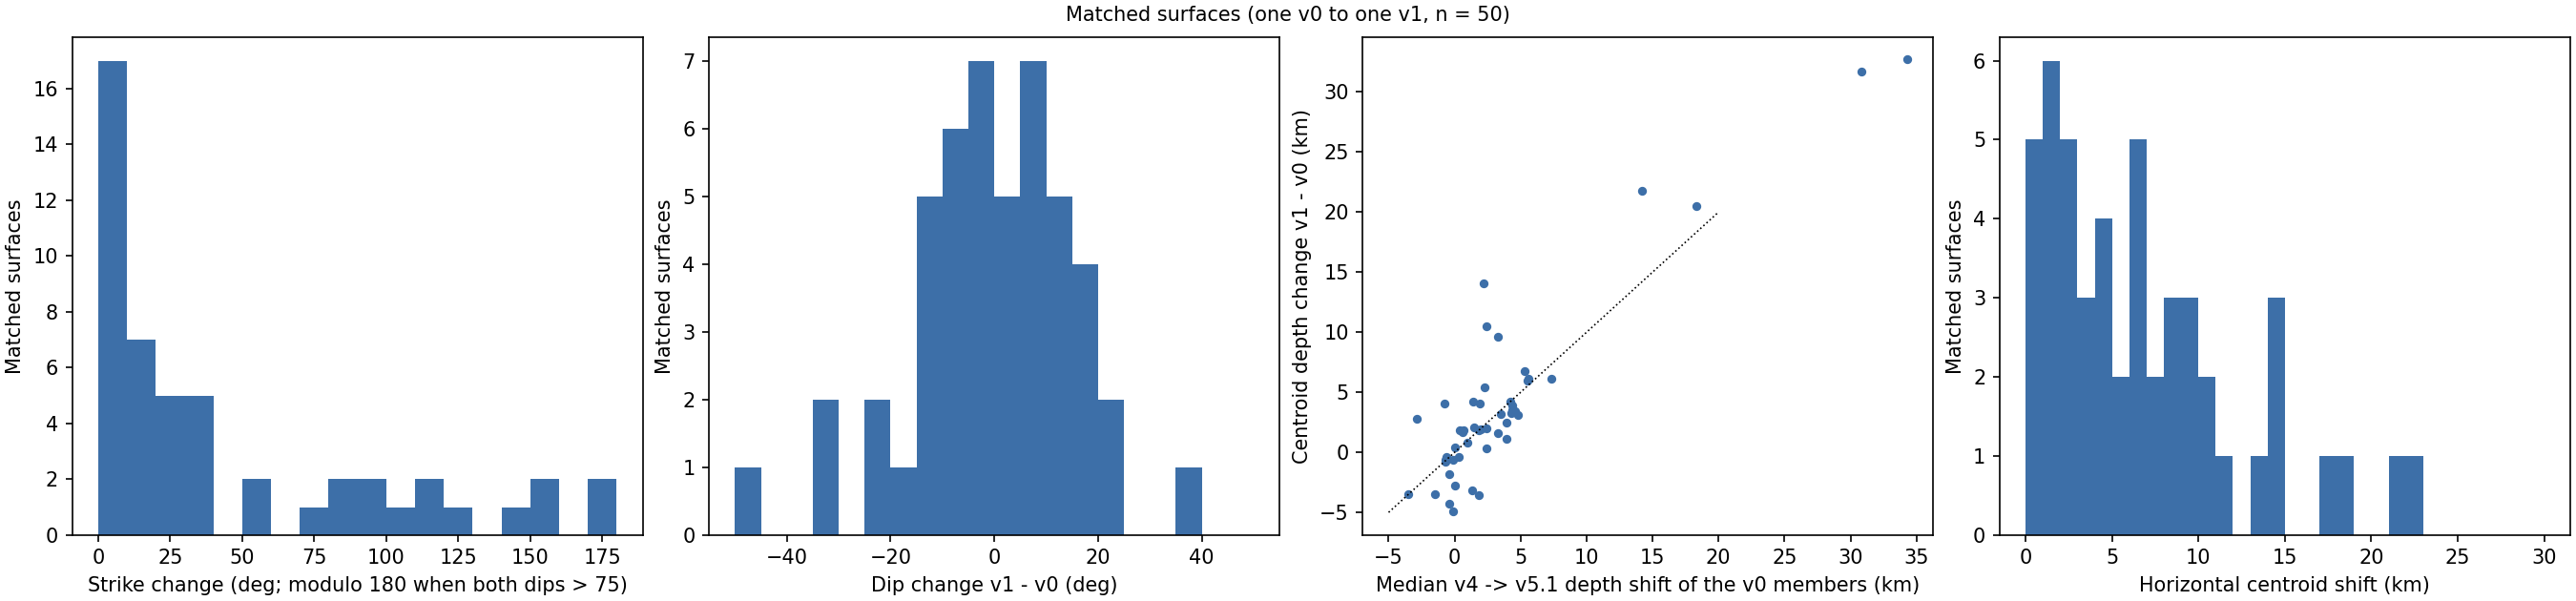 Matched surfaces (one v0 to one v1, n = 50)
Matched surfaces
0
2
4
6
8
10
12
14
16
0 25 50 75 100 125 150 175
Strike change (deg; modulo 180 when both dips > 75)
Matched surfaces
0
1
2
3
4
5
6
7
−40 −20 0 20 40
Dip change v1 - v0 (deg)
Centroid depth change v1 - v0 (km)
−5
0
5
10
15
20
25
30
−5 0 5 10 15 20 25 30 35
Median v4 -> v5.1 depth shift of the v0 members (km)
Matched surfaces
0
1
2
3
4
5
6
0 5 10 15 20 25 30
Horizontal centroid shift (km)